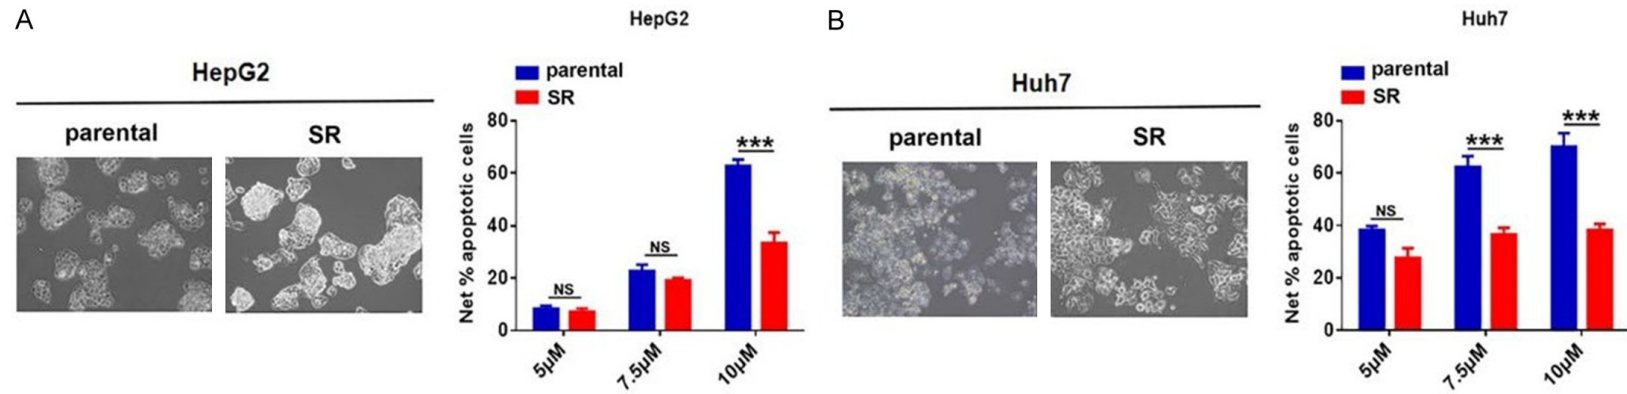 A
HepG2
parental SR
HepG2
parental
SR
Net % apoptotic cells
80
60
40
20
0
NS
NS
***
5µM
7.5µM
10µM
B
Huh7
parental SR
Huh7
parental
SR
Net % apoptotic cells
80
60
40
20
0
NS
***
***
5µM
7.5µM
10µM